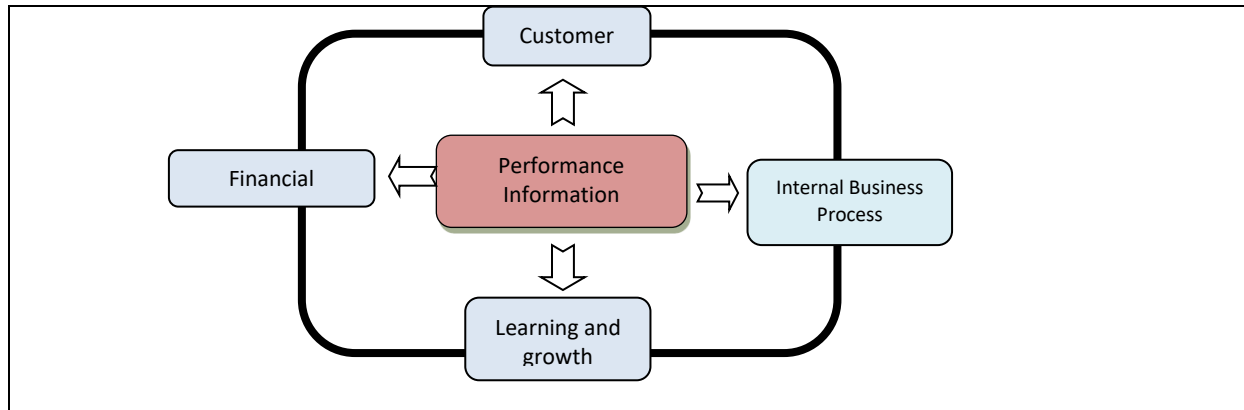 Customer
Financial
Performance
Information
Internal Business
Process
Learning and
growth